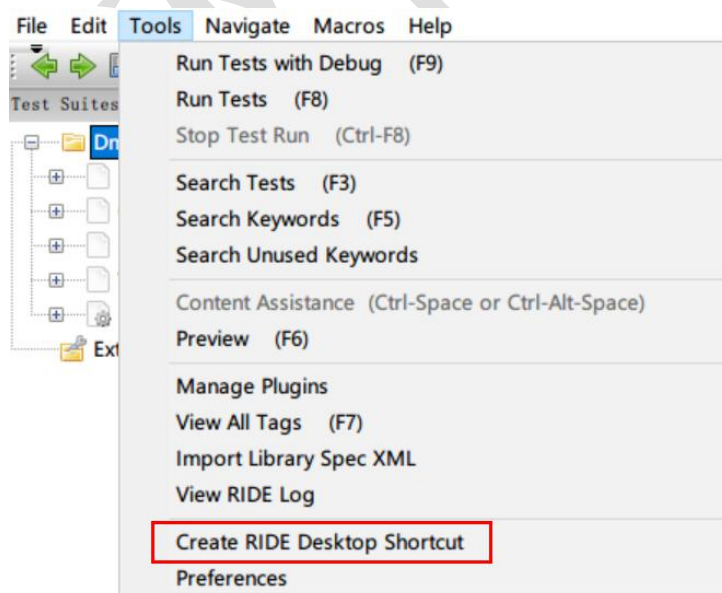 File Edit Tools Navigate Macros Help
Run Tests with Debug (F9)
Run Tests (F8)
Test Suites
Stop Test Run (Ctrl-F8)
Search Tests (F3)
Search Keywords (F5)
Search Unused Keywords
Content Assistance (Ctrl-Space or Ctrl-Alt-Space)
Preview (F6)
Manage Plugins
View All Tags (F7)
Import Library Spec XML
View RIDE Log
Create RIDE Desktop Shortcut
Preferences